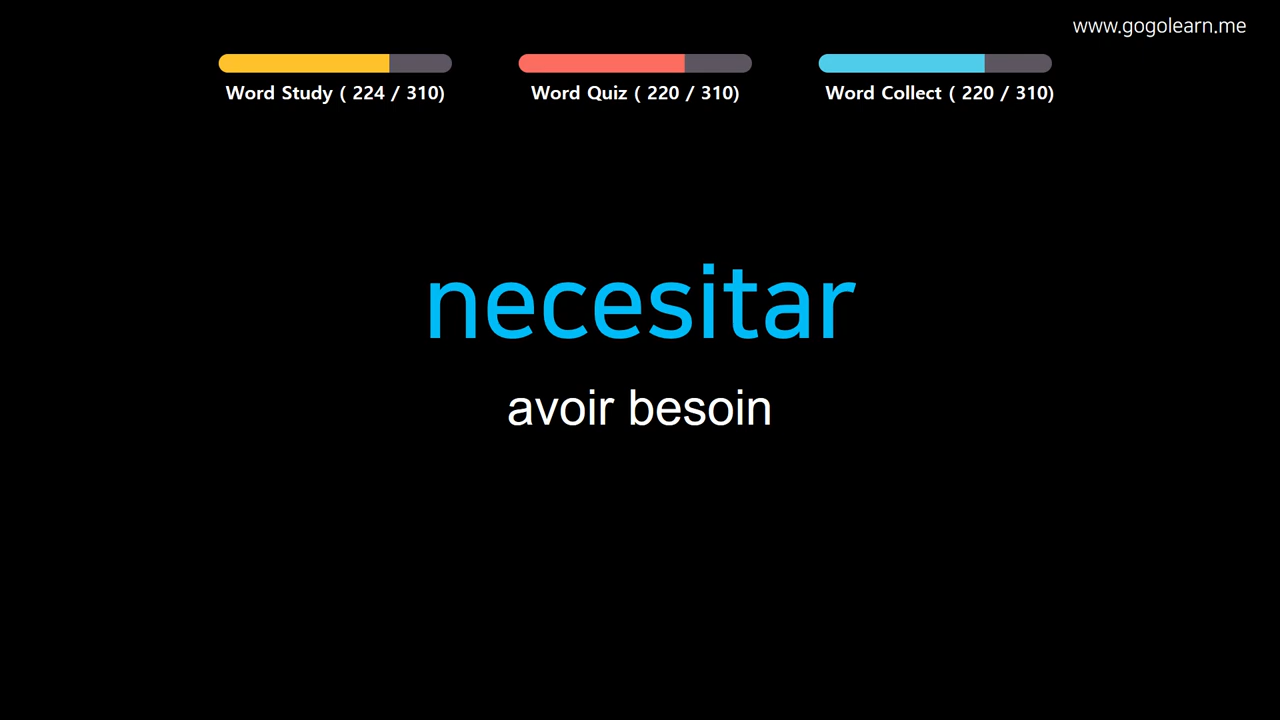 www.gogolearn.me
Word Study ( 224 / 310)
Word Quiz ( 220 / 310)
Word Collect ( 220 / 310)
necesitar
avoir besoin